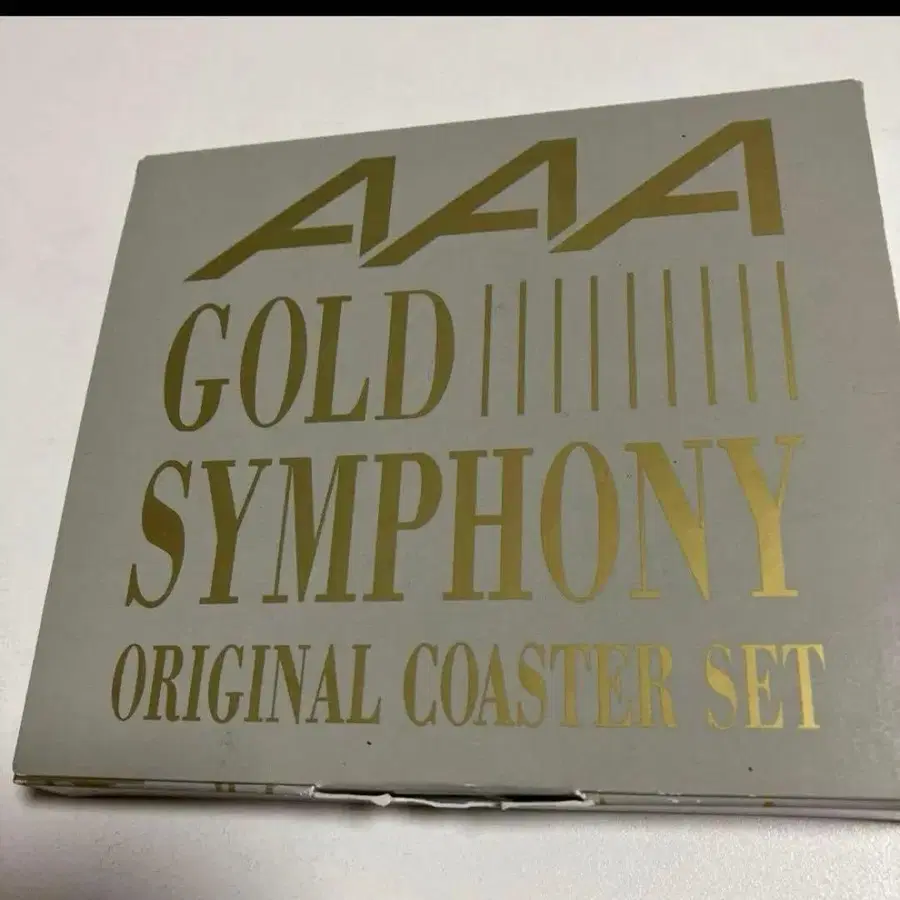 AAA
GOLD
SYMPHONY
ORIGINAL COASTER SET